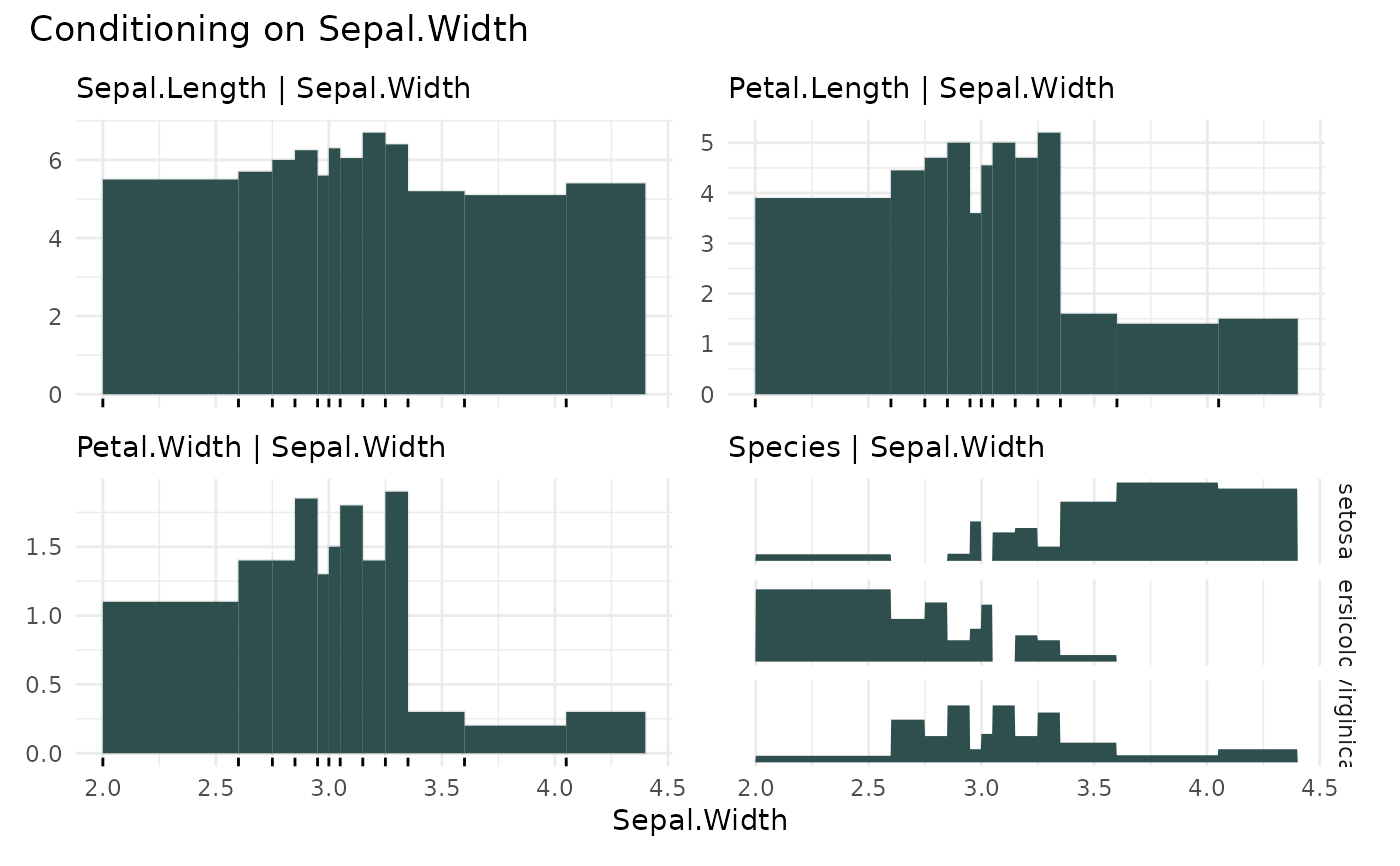 Conditioning on Sepal.Width
Sepal.Length | Sepal.Width
6
4
2
0
Petal.Length | Sepal.Width
5
4
3
2
1
0
Petal.Width | Sepal.Width
1.5
1.0
0.5
0.0
2.0 2.5 3.0 3.5 4.0 4.5
Species | Sepal.Width
setosa
ersicolc
virginica
2.0 2.5 3.0 3.5 4.0 4.5
Sepal.Width